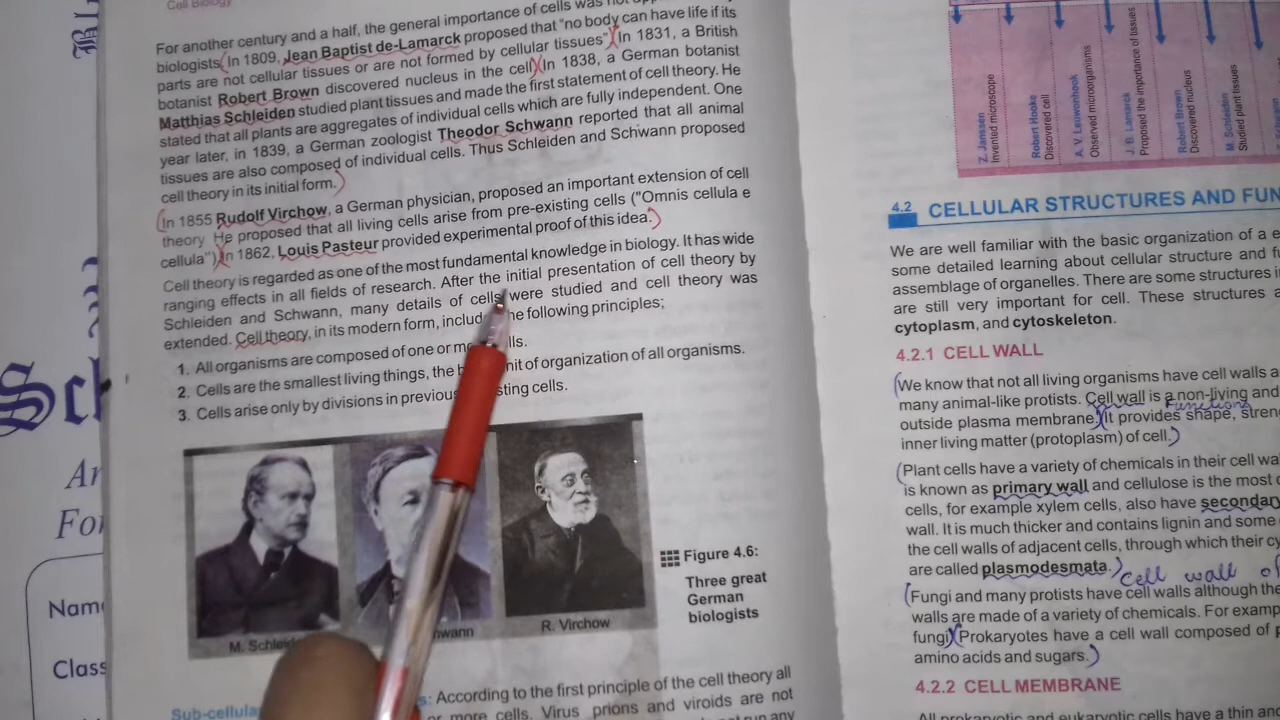 Cell Biology
For another century and a half, the general importance of cells was not
biologists. In 1809, Jean Baptist de-Lamarck proposed that "no body can have life if its
parts are not cellular tissues or are not formed by cellular tissues". In 1831, a British
botanist Robert Brown discovered nucleus in the cell. In 1838, a German botanist
Matthias Schleiden studied plant tissues and made the first statement of cell theory. He
stated that all plants are aggregates of individual cells which are fully independent. One
year later, in 1839, a German zoologist Theodor Schwann reported that all animal
tissues are also composed of individual cells. Thus Schleiden and Schwann proposed
cell theory in its initial form.
In 1855 Rudolf Virchow, a German physician, proposed an important extension of cell
theory He proposed that all living cells arise from pre-existing cells ("Omnis cellula e
cellula"). In 1862, Louis Pasteur provided experimental proof of this idea.
Cell theory is regarded as one of the most fundamental knowledge in biology. It has wide
ranging effects in all fields of research. After the initial presentation of cell theory by
Schleiden and Schwann, many details of cells were studied and cell theory was
extended. Cell theory, in its modern form, include the following principles;
1. All organisms are composed of one or
2. Cells are the smallest living things, the of organization of all organisms.
3. Cells arise only by divisions in cells.
M. Schleiden
R. Virchow
Figure 4.6:
Three great
German
biologists
Sub-cellular According to the first principle of the cell theory all
or more cells. Virus prions and viroids are not
run any
Name
Class
Z. Janssen
Invented microscope
Robert Hooke
Discovered cell
A. V. Leuwenhook
Observed microorganisms
J. B. Lamarck
Proposed the importance of tissues
Robert Brown
Discovered nucleus
M. Schleiden
Studied plant tissues
4.2 CELLULAR STRUCTURES AND FUN
We are well familiar with the basic organization of a
some detailed learning about cellular structure and
assemblage of organelles. There are some structures
are still very important for cell. These structures
cytoplasm, and cytoskeleton.
4.2.1 CELL WALL
We know that not all living organisms have cell walls
many animal-like protists. Cell wall is a non-living and
Functions
outside plasma membrane. It provides shape,
inner living matter (protoplasm) of cell.
Plant cells have a variety of chemicals in their cell
is known as primary wall and cellulose is the most
cells, for example xylem cells, also have
wall. It is much thicker and contains lignin and some
the cell walls of adjacent cells, through which their
are called plasmodesmata.
cell wall of
Fungi and many protists have cell walls although the
walls are made of a variety of chemicals. For
fungi Prokaryotes have a cell wall composed of
amino acids and sugars.
4.2.2 CELL MEMBRANE
All prokaryotic and eukaryotic cells have a thin and